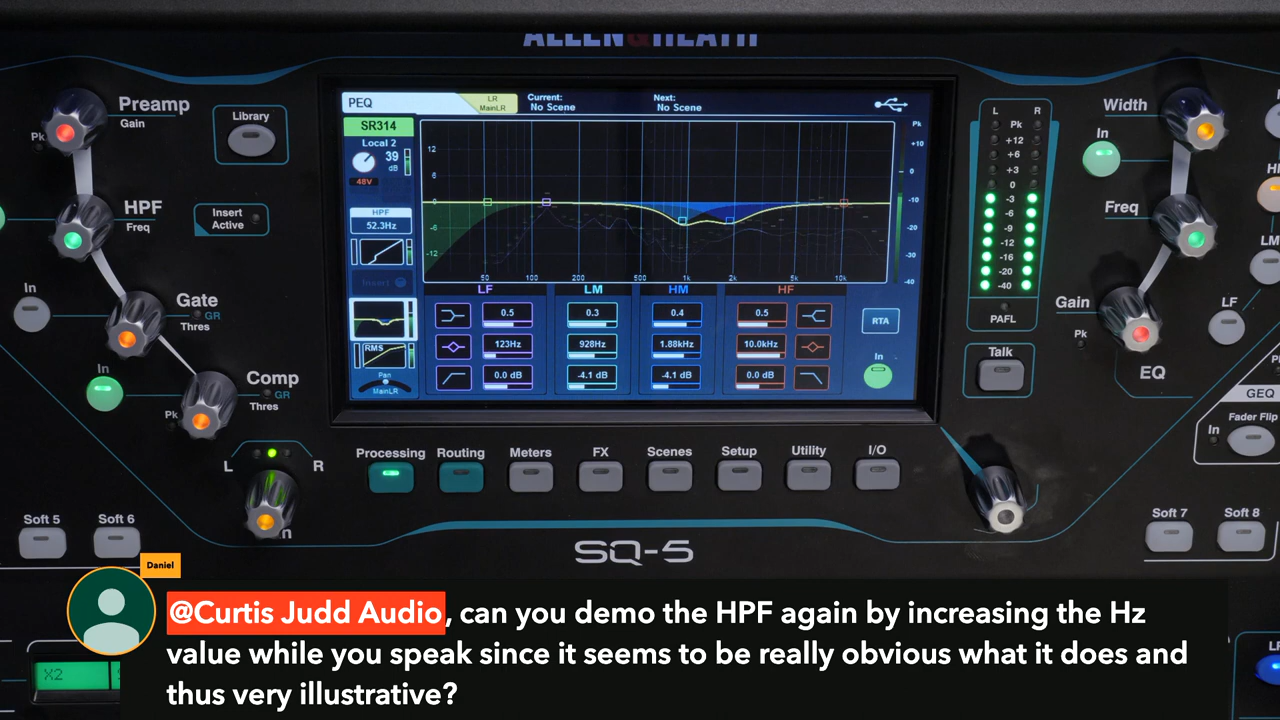 ALLEN&HEATH
Preamp
Gain
Pk
Library
HPF
Freq
Insert
Active
In
Gate
GR
Thres
In
Comp
GR
Thres
Pk
L
R
PEQ
LR
MainLR
Current:
No Scene
Next:
No Scene
SR314
Local 2
39
dB
48V
HPF
52.3Hz
Insert
RMS
Pan
MainLR
12
6
0
-6
-12
50
100
200
500
1k
2k
5k
10k
Pk
+10
0
-10
-20
-30
-40
LF
LM
HM
HF
0.5
0.3
0.4
0.5
123Hz
928Hz
1.88kHz
10.0kHz
0.0 dB
-4.1 dB
-4.1 dB
0.0 dB
RTA
In
L
R
Pk
+12
+6
+3
0
-3
-6
-9
-12
-16
-20
-40
PAFL
Talk
Width
In
Freq
Gain
Pk
EQ
LM
LF
GEQ
Fader Flip
In
Processing
Routing
Meters
FX
Scenes
Setup
Utility
I/O
SQ-5
Soft 5
Soft 6
Soft 7
Soft 8
X2
Daniel
@Curtis Judd Audio, can you demo the HPF again by increasing the Hz
value while you speak since it seems to be really obvious what it does and
thus very illustrative?